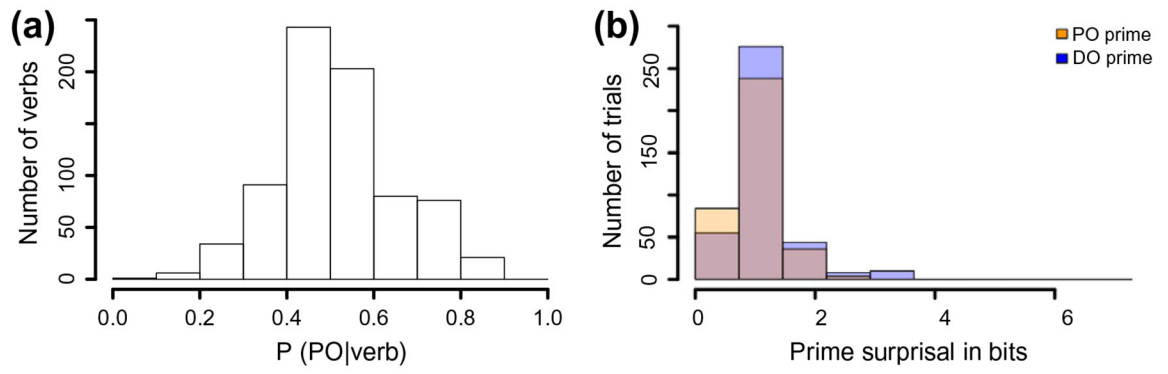 (a)
Number of verbs
0
50
100
200
0.0 0.2 0.4 0.6 0.8 1.0
P (PO|verb)
(b)
PO prime
DO prime
Number of trials
0
50
150
250
0 2 4 6
Prime surprisal in bits